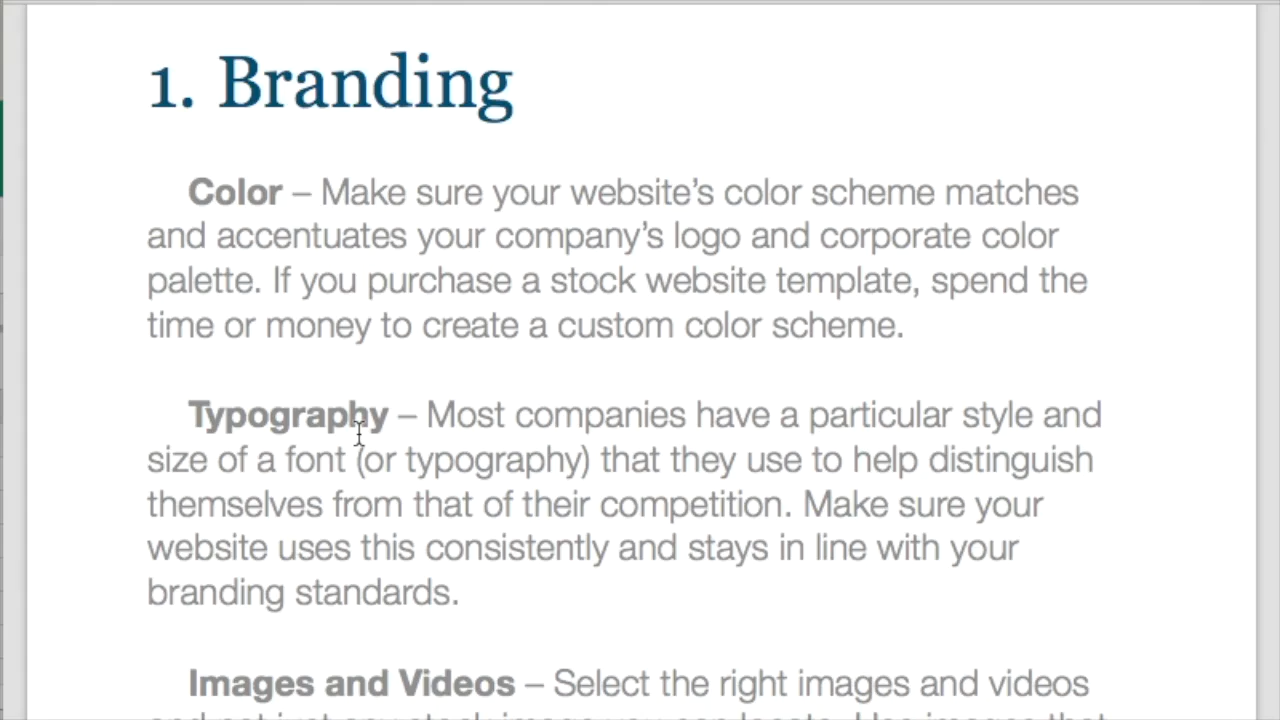 1. Branding
Color – Make sure your website’s color scheme matches
and accentuates your company’s logo and corporate color
palette. If you purchase a stock website template, spend the
time or money to create a custom color scheme.
Typography – Most companies have a particular style and
size of a font (or typography) that they use to help distinguish
themselves from that of their competition. Make sure your
website uses this consistently and stays in line with your
branding standards.
Images and Videos – Select the right images and videos